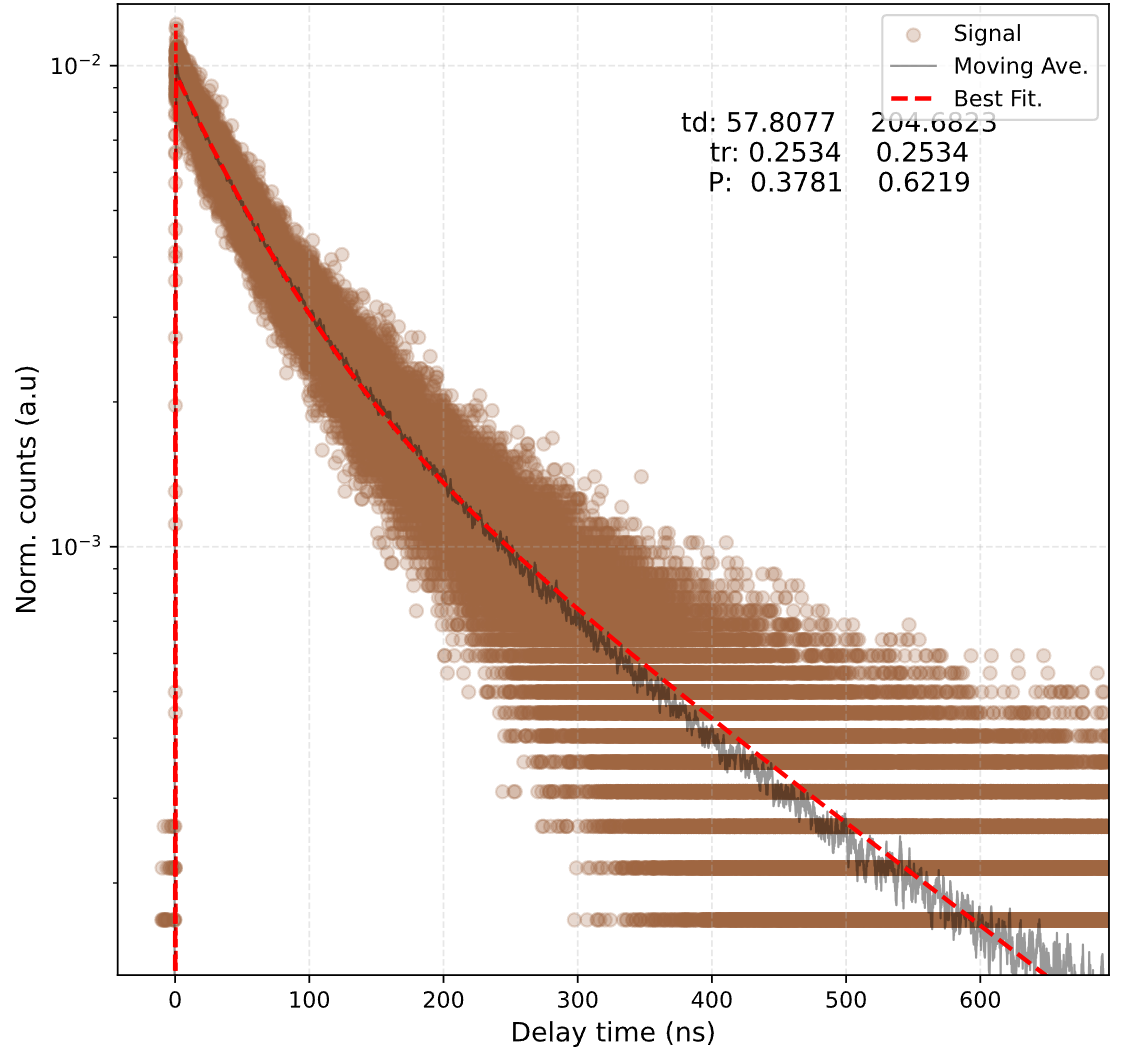 Signal
Moving Ave.
Best Fit.
td: 57.8077 204.6823
tr: 0.2534 0.2534
P: 0.3781 0.6219
10⁻²
10⁻³
Norm. counts (a.u)
0 100 200 300 400 500 600
Delay time (ns)